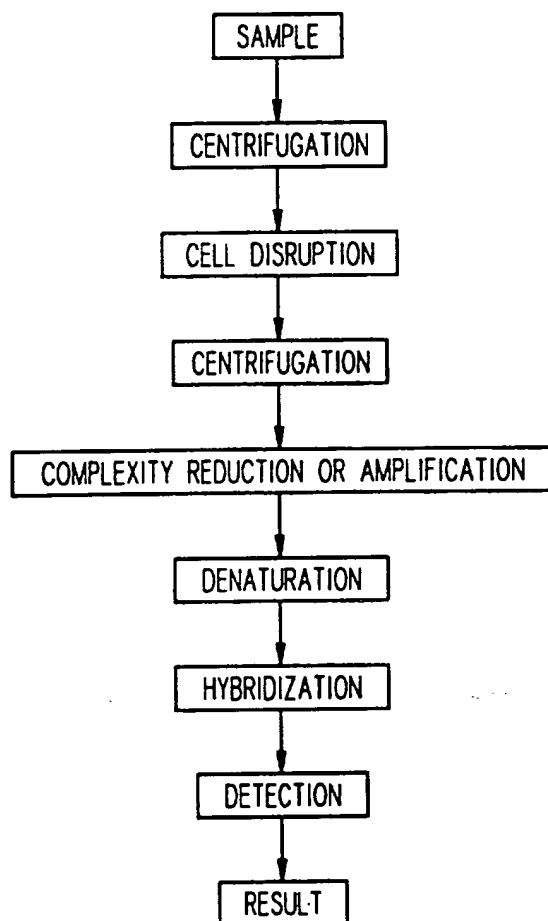 SAMPLE
CENTRIFUGATION
CELL DISRUPTION
CENTRIFUGATION
COMPLEXITY REDUCTION OR AMPLIFICATION
DENATURATION
HYBRIDIZATION
DETECTION
RESULT